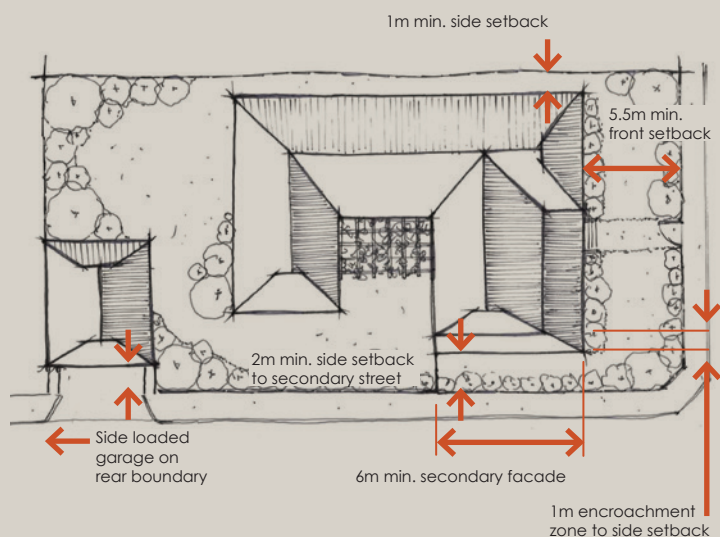 1m min. side setback
5.5m min.
front setback
2m min. side setback
to secondary street
Side loaded
garage on
rear boundary
6m min. secondary facade
1m encroachment
zone to side setback